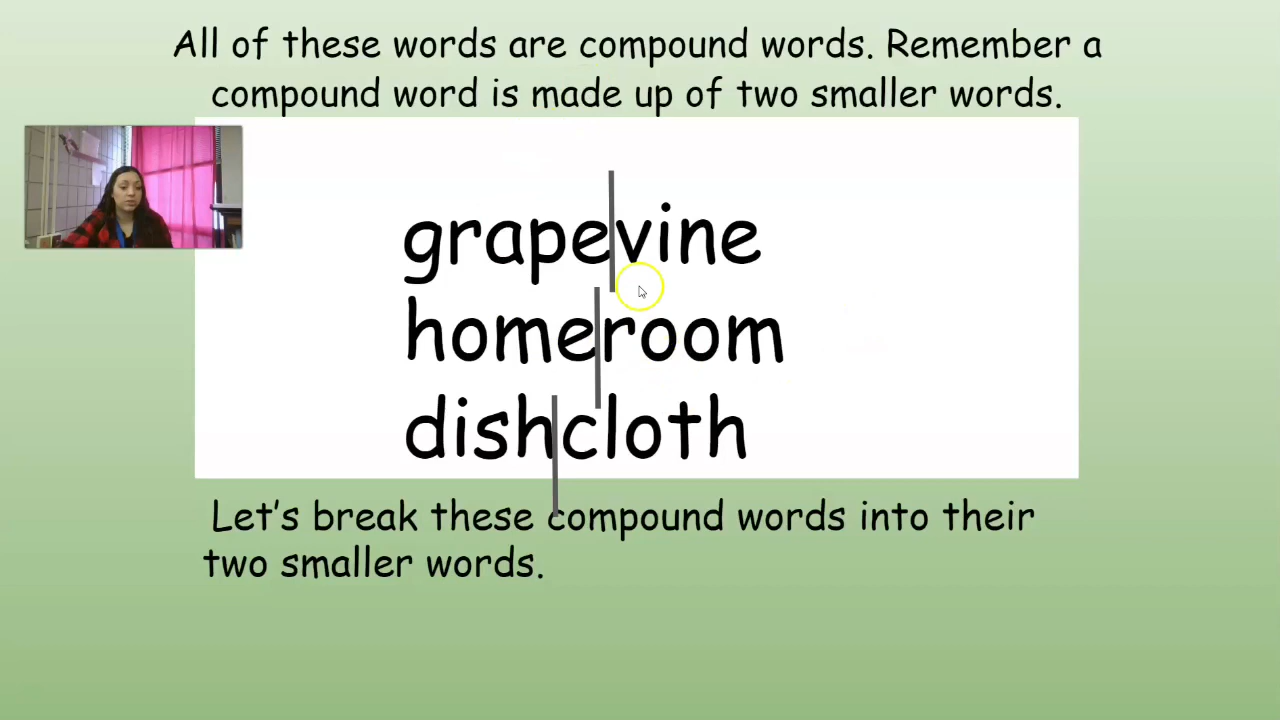 All of these words are compound words. Remember a
compound word is made up of two smaller words.
grapevine
homeroom
dishcloth
Let's break these compound words into their
two smaller words.